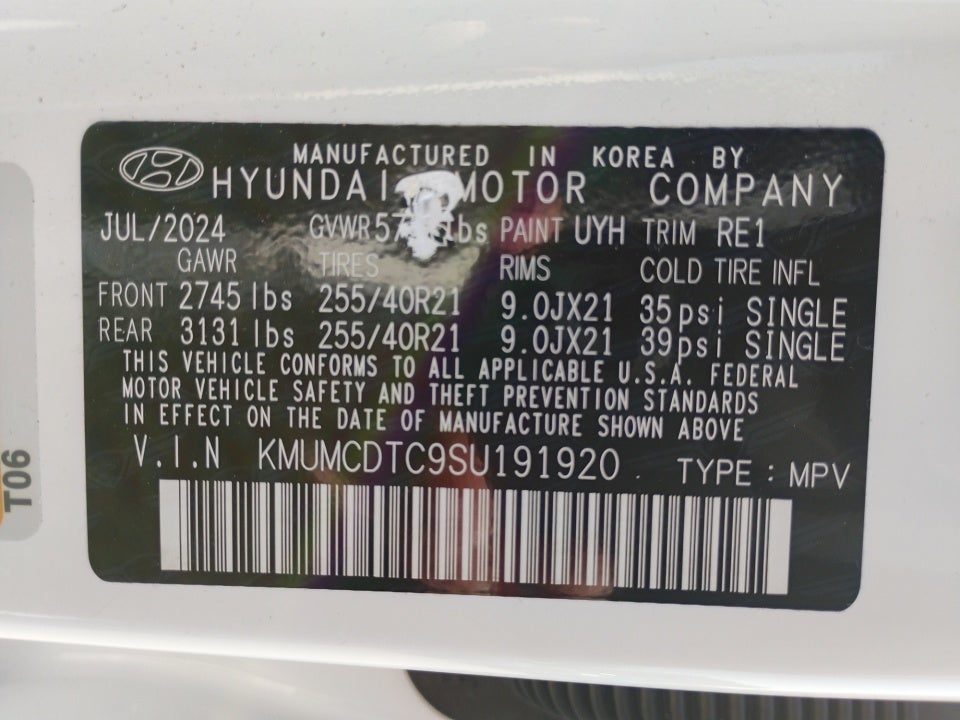 MANUFACTURED IN KOREA BY
HYUNDAI MOTOR COMPANY
JUL/2024 GVWR lbs PAINT UYH TRIM RE1
GAWR TIRES RIMS COLD TIRE INFL
FRONT 2745 lbs 255/40R21 9.0JX21 35psi SINGLE
REAR 3131 lbs 255/40R21 9.0JX21 39psi SINGLE
THIS VEHICLE CONFORMS TO ALL APPLICABLE U.S.A. FEDERAL
MOTOR VEHICLE SAFETY AND THEFT PREVENTION STANDARDS
IN EFFECT ON THE DATE OF MANUFACTURE SHOWN ABOVE
V.I.N KMUMCDTC9SU191920 TYPE : MPV
T06